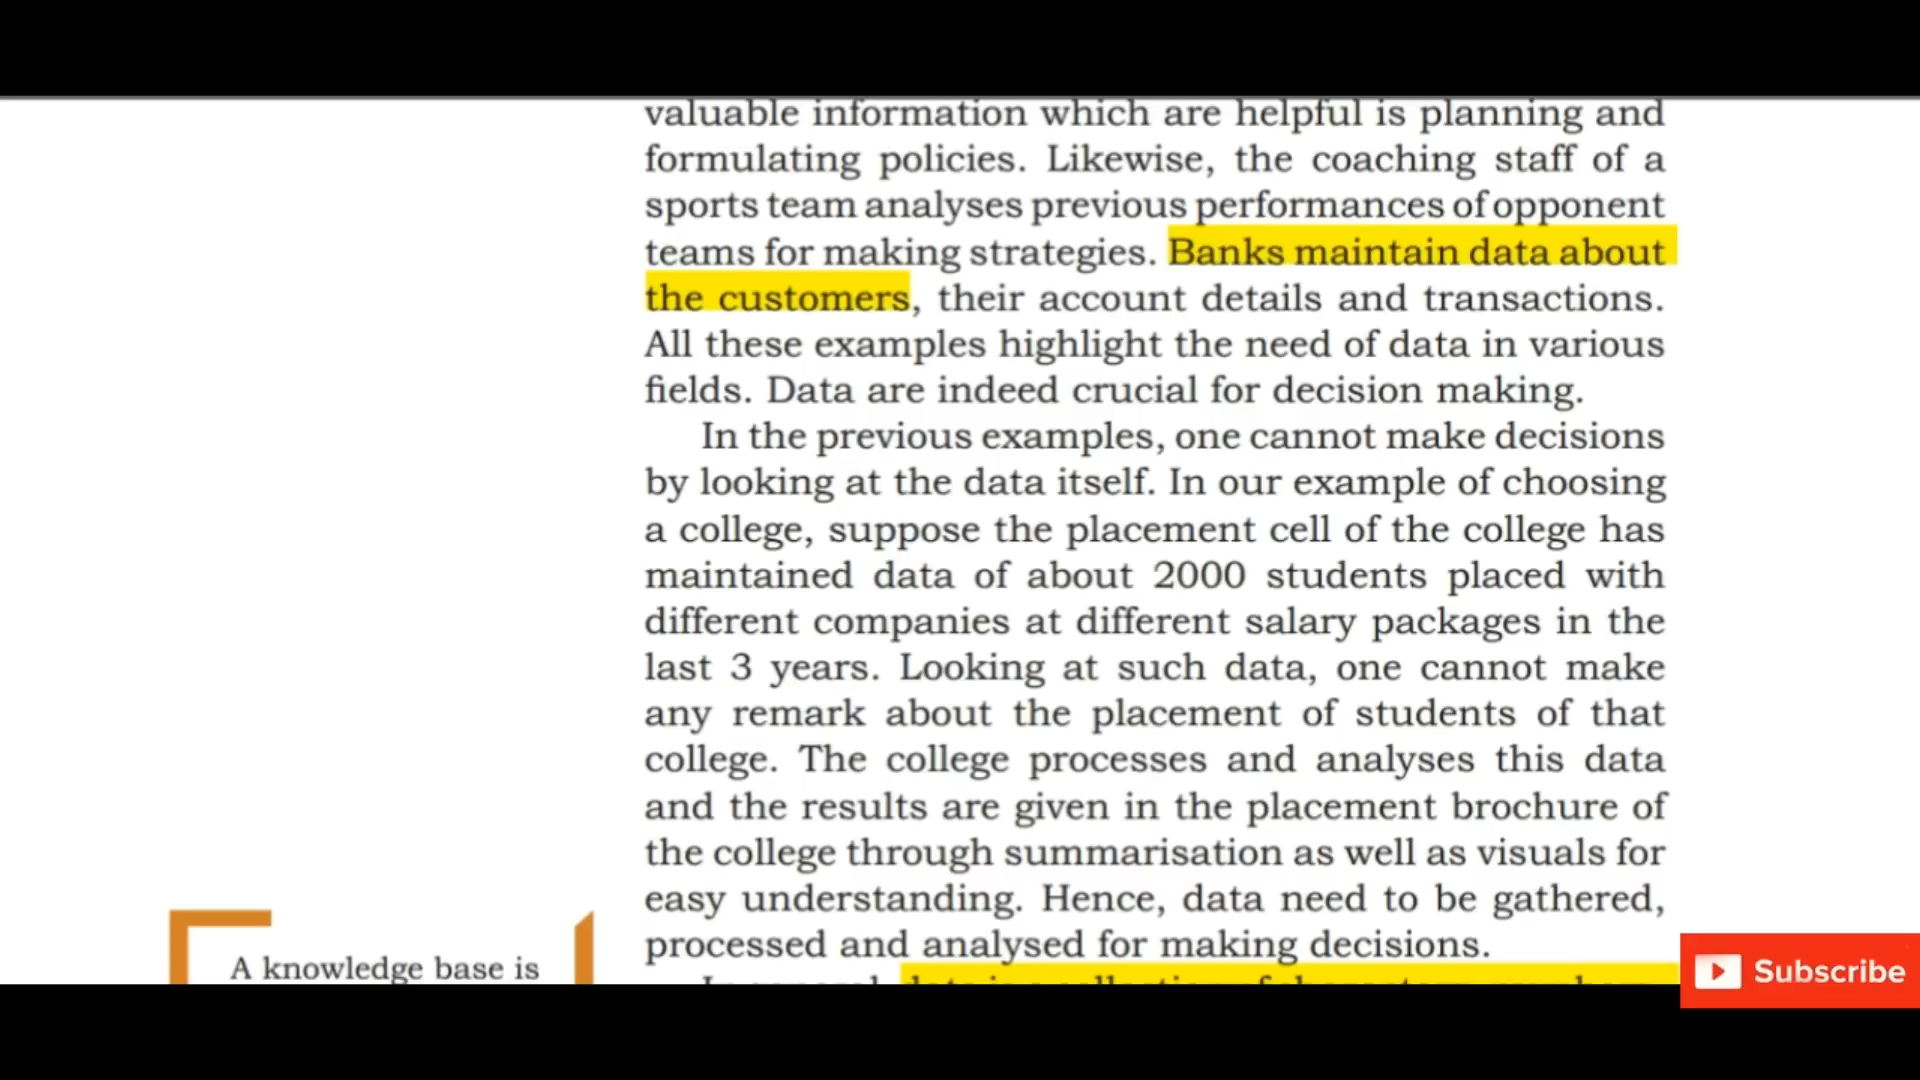 valuable information which are helpful is planning and
formulating policies. Likewise, the coaching staff of a
sports team analyses previous performances of opponent
teams for making strategies. Banks maintain data about
the customers, their account details and transactions.
All these examples highlight the need of data in various
fields. Data are indeed crucial for decision making.
In the previous examples, one cannot make decisions
by looking at the data itself. In our example of choosing
a college, suppose the placement cell of the college has
maintained data of about 2000 students placed with
different companies at different salary packages in the
last 3 years. Looking at such data, one cannot make
any remark about the placement of students of that
college. The college processes and analyses this data
and the results are given in the placement brochure of
the college through summarisation as well as visuals for
easy understanding. Hence, data need to be gathered,
processed and analysed for making decisions.
In general, data is a collection of characters, numbers,
A knowledge base is
Subscribe